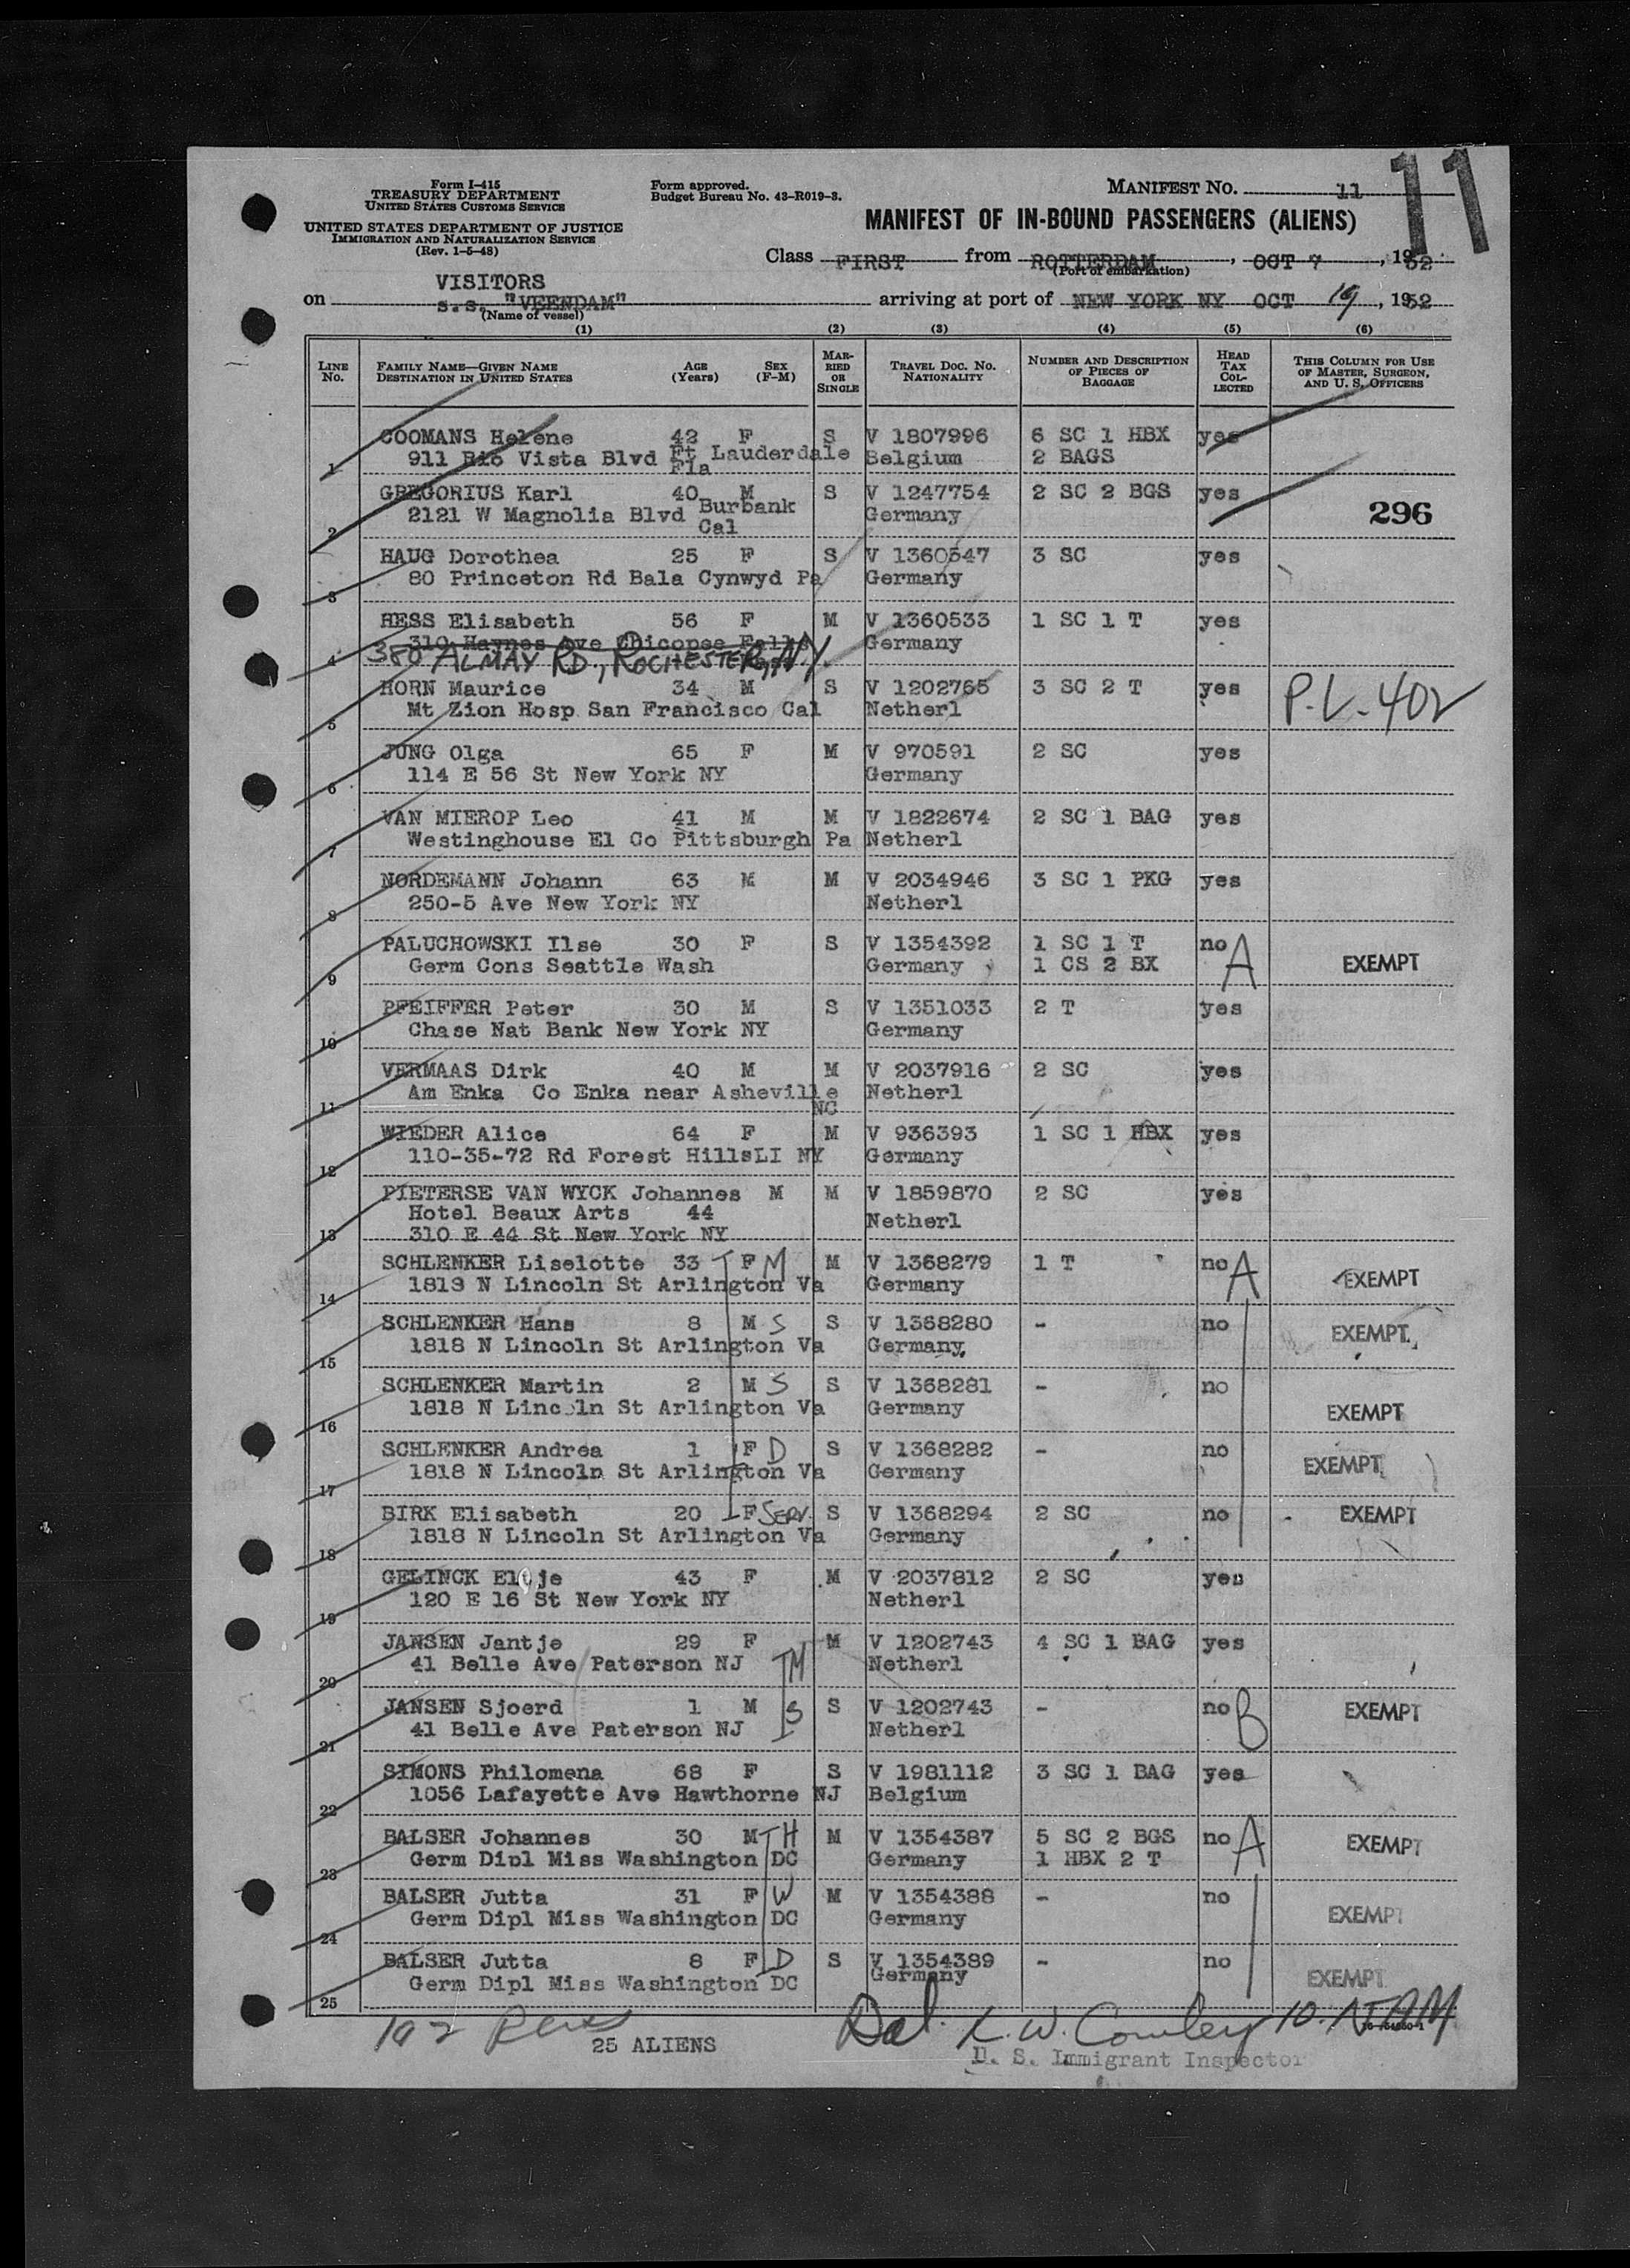 Form I-415
TREASURY DEPARTMENT
UNITED STATES CUSTOMS SERVICE
UNITED STATES DEPARTMENT OF JUSTICE
IMMIGRATION AND NATURALIZATION SERVICE
(Rev. 1-5-48)
Form approved.
Budget Bureau No. 43-R019-3.
MANIFEST NO. 11
11
MANIFEST OF IN-BOUND PASSENGERS (ALIENS)
Class FIRST from ROTTERDAM, OCT 7, 1952
(Port of embarkation)
VISITORS
on s.s. "VEENDAM" arriving at port of NEW YORK NY OCT 19, 1952
(Name of vessel)
(1) (2) (3) (4) (5) (6)
LINE No. FAMILY NAME—GIVEN NAME DESTINATION IN UNITED STATES AGE (Years) SEX (F-M) MARRIED OR SINGLE TRAVEL DOC. NO. NATIONALITY NUMBER AND DESCRIPTION OF PIECES OF BAGGAGE HEAD TAX COLLECTED THIS COLUMN FOR USE OF MASTER, SURGEON, AND U. S. OFFICERS
COOMANS Helene 42 F S V 1807996 6 SC 1 HBX yes
1 911 Rio Vista Blvd Ft Lauderdale Fla Belgium 2 BAGS
GREGORIUS Karl 40 M S V 1247754 2 SC 2 BGS yes
2 2121 W Magnolia Blvd Burbank Cal Germany 296
HAUG Dorothea 25 F S V 1360547 3 SC yes
3 80 Princeton Rd Bala Cynwyd Pa Germany
HESS Elisabeth 56 F M V 1360533 1 SC 1 T yes
310 Haynes Ave Chicopee Falls Germany
4 380 ALMAY RD., ROCHESTER, NY.
HORN Maurice 34 M S V 1202765 3 SC 2 T yes P.L. 402
5 Mt Zion Hosp San Francisco Cal Netherl
JUNG Olga 65 F M V 970591 2 SC yes
6 114 E 56 St New York NY Germany
VAN MIEROP Leo 41 M M V 1822674 2 SC 1 BAG yes
7 Westinghouse El Co Pittsburgh Pa Netherl
NORDEMANN Johann 63 M M V 2034946 3 SC 1 PKG yes
8 250-5 Ave New York NY Netherl
PALUCHOWSKI Ilse 30 F S V 1354392 1 SC 1 T no A EXEMPT
9 Germ Cons Seattle Wash Germany 1 CS 2 BX
PFEIFFER Peter 30 M S V 1351033 2 T yes
10 Chase Nat Bank New York NY Germany
VERMAAS Dirk 40 M M V 2037916 2 SC yes
11 Am Enka Co Enka near Asheville NC Netherl
WIEDER Alice 64 F M V 936393 1 SC 1 HBX yes
12 110-35-72 Rd Forest HillsLI NY Germany
PIETERSE VAN WYCK Johannes M M V 1859870 2 SC yes
Hotel Beaux Arts 44 Netherl
13 310 E 44 St New York NY
SCHLENKER Liselotte 33 F M M V 1368279 1 T no A EXEMPT
14 1813 N Lincoln St Arlington Va Germany
SCHLENKER Hans 8 M S S V 1368280 - no EXEMPT
15 1818 N Lincoln St Arlington Va Germany
SCHLENKER Martin 2 M S S V 1368281 - no EXEMPT
16 1818 N Lincoln St Arlington Va Germany
SCHLENKER Andrea 1 F D S V 1368282 - no EXEMPT
17 1818 N Lincoln St Arlington Va Germany
BIRK Elisabeth 20 F SERV. S V 1368294 2 SC no EXEMPT
18 1818 N Lincoln St Arlington Va Germany
GELINCK 43 F M V 2037812 2 SC yes
19 120 E 16 St New York NY Netherl
JANSEN Jantje 29 F M M V 1202743 4 SC 1 BAG yes
20 41 Belle Ave Paterson NJ Netherl
JANSEN Sjoerd 1 M S S V 1202743 - no B EXEMPT
21 41 Belle Ave Paterson NJ Netherl
SIMONS Philomena 68 F S V 1981112 3 SC 1 BAG yes
22 1056 Lafayette Ave Hawthorne NJ Belgium
BALSER Johannes 30 M H M V 1354387 5 SC 2 BGS no A EXEMPT
23 Germ Dipl Miss Washington DC Germany 1 HBX 2 T
BALSER Jutta 31 F W M V 1354388 - no EXEMPT
24 Germ Dipl Miss Washington DC Germany
BALSER Jutta 8 F D S V 1354389 - no EXEMPT
25 Germ Dipl Miss Washington DC Germany
25 ALIENS
K. W. Cowley
U. S. Immigrant Inspector